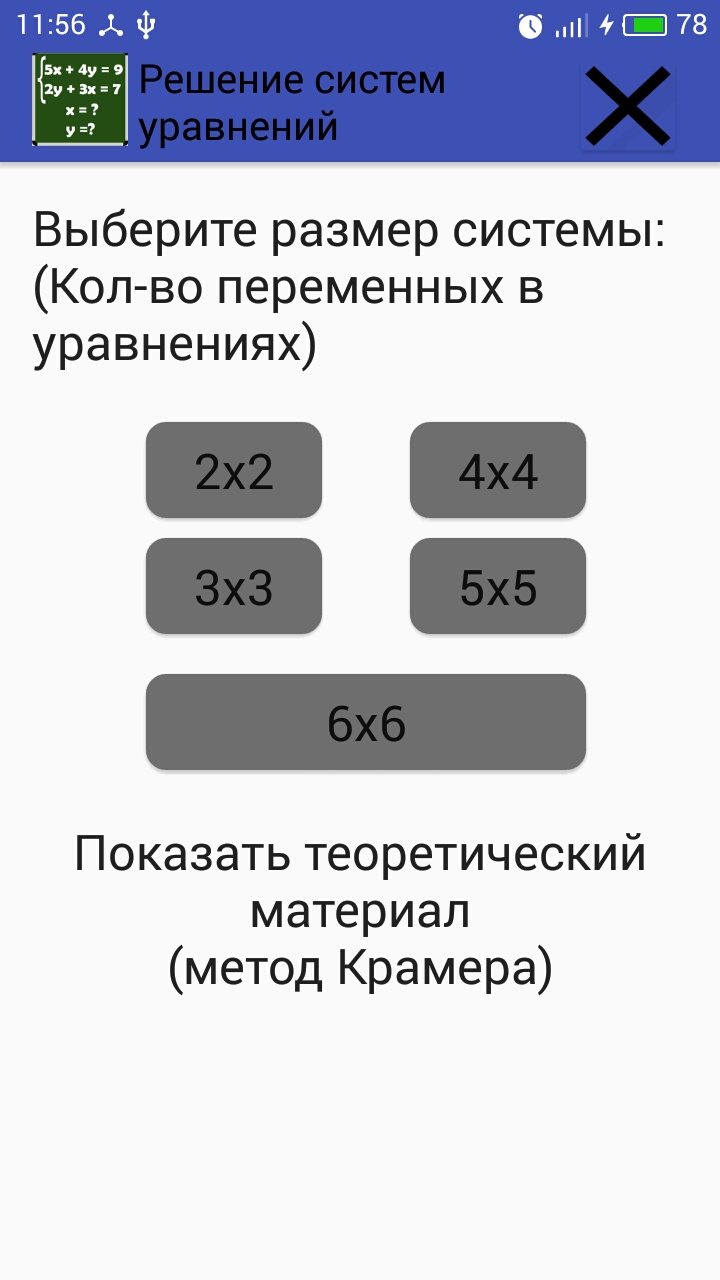 11:56
78
5x + 4y = 9
2y + 3x = 7
x = ?
y =?
Решение систем
уравнений
Выберите размер системы:
(Кол-во переменных в
уравнениях)
2x2
4x4
3x3
5x5
6x6
Показать теоретический
материал
(метод Крамера)